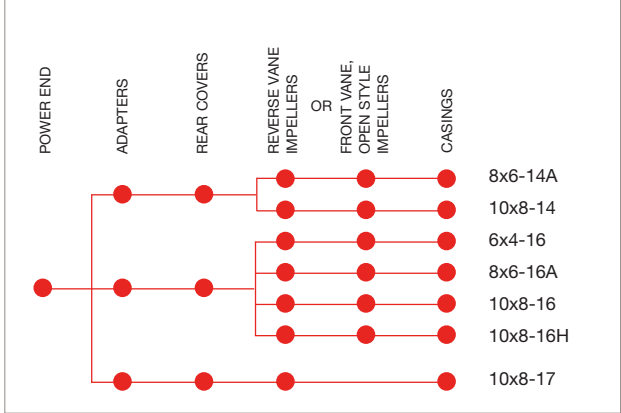 POWER END
ADAPTERS
REAR COVERS
REVERSE VANE
IMPELLERS
OR
FRONT VANE,
OPEN STYLE
IMPELLERS
CASINGS
8x6-14A
10x8-14
6x4-16
8x6-16A
10x8-16
10x8-16H
10x8-17